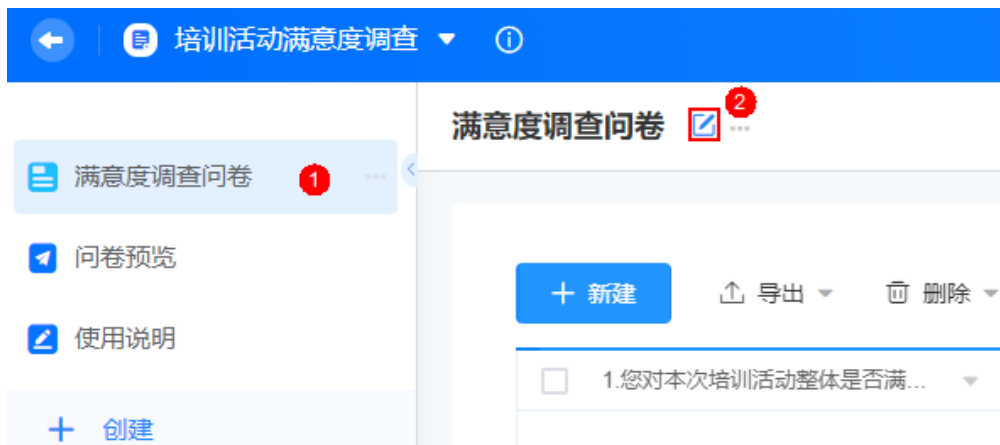 培训活动满意度调查
满意度调查问卷
2
满意度调查问卷
1
问卷预览
使用说明
创建
新建
导出
删除
1.您对本次培训活动整体是否满...